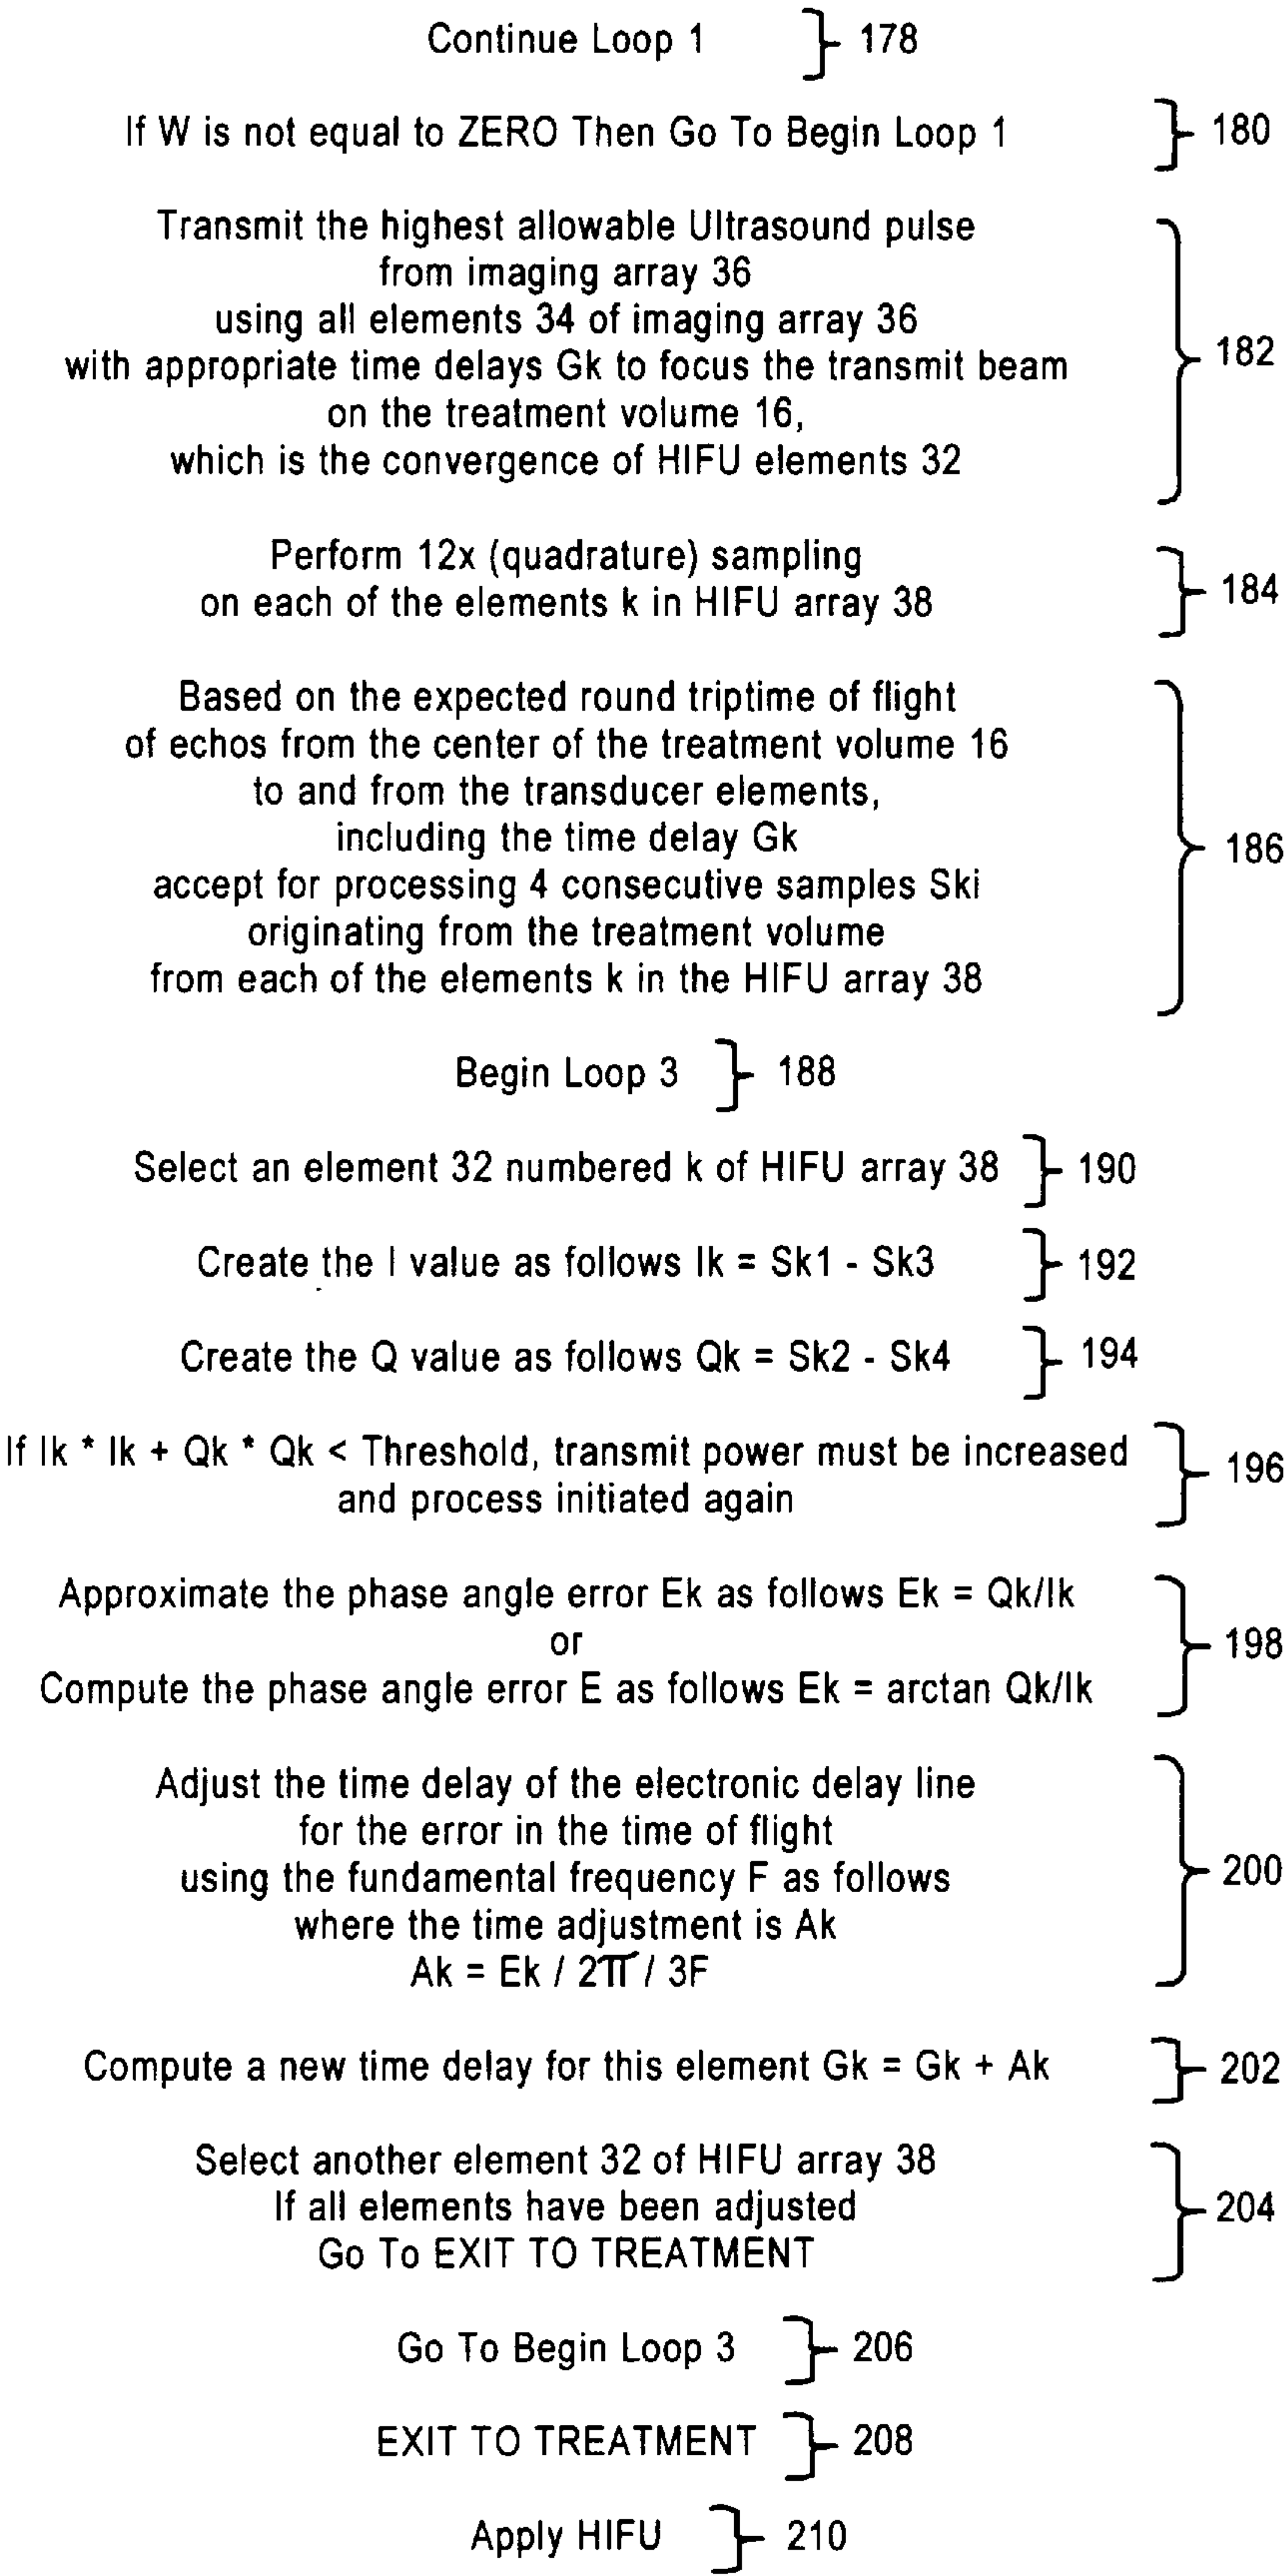 Continue Loop 1 178
If W is not equal to ZERO Then Go To Begin Loop 1 180
Transmit the highest allowable Ultrasound pulse
from imaging array 36
using all elements 34 of imaging array 36
with appropriate time delays Gk to focus the transmit beam 182
on the treatment volume 16,
which is the convergence of HIFU elements 32
Perform 12x (quadrature) sampling
on each of the elements k in HIFU array 38 184
Based on the expected round triptime of flight
of echos from the center of the treatment volume 16
to and from the transducer elements,
including the time delay Gk 186
accept for processing 4 consecutive samples Ski
originating from the treatment volume
from each of the elements k in the HIFU array 38
Begin Loop 3 188
Select an element 32 numbered k of HIFU array 38 190
Create the I value as follows Ik = Sk1 - Sk3 192
Create the Q value as follows Qk = Sk2 - Sk4 194
If Ik * Ik + Qk * Qk < Threshold, transmit power must be increased 196
and process initiated again
Approximate the phase angle error Ek as follows Ek = Qk/Ik
or 198
Compute the phase angle error E as follows Ek = arctan Qk/Ik
Adjust the time delay of the electronic delay line
for the error in the time of flight
using the fundamental frequency F as follows 200
where the time adjustment is Ak
Ak = Ek / 2π / 3F
Compute a new time delay for this element Gk = Gk + Ak 202
Select another element 32 of HIFU array 38
If all elements have been adjusted 204
Go To EXIT TO TREATMENT
Go To Begin Loop 3 206
EXIT TO TREATMENT 208
Apply HIFU 210